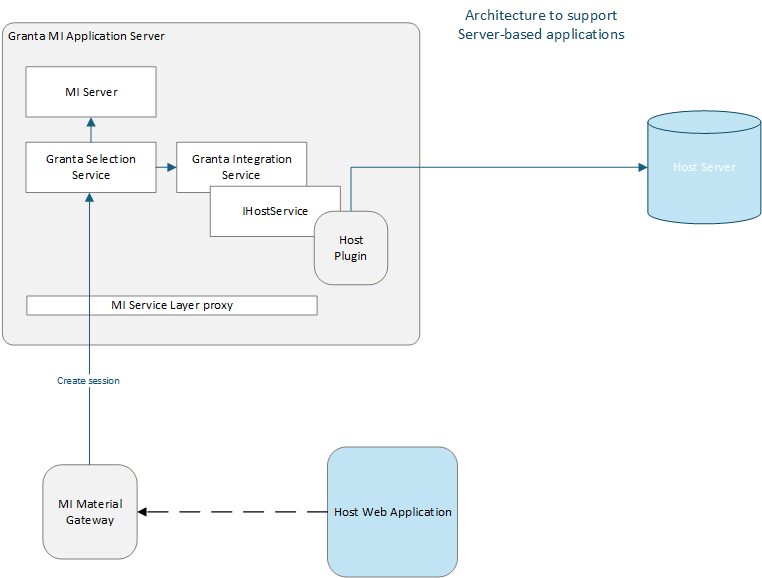 Architecture to support
Server-based applications
Granta MI Application Server
MI Server
Granta Selection
Service
Granta Integration
Service
IHostService
Host
Plugin
Host Server
MI Service Layer proxy
Create session
MI Material
Gateway
Host Web Application